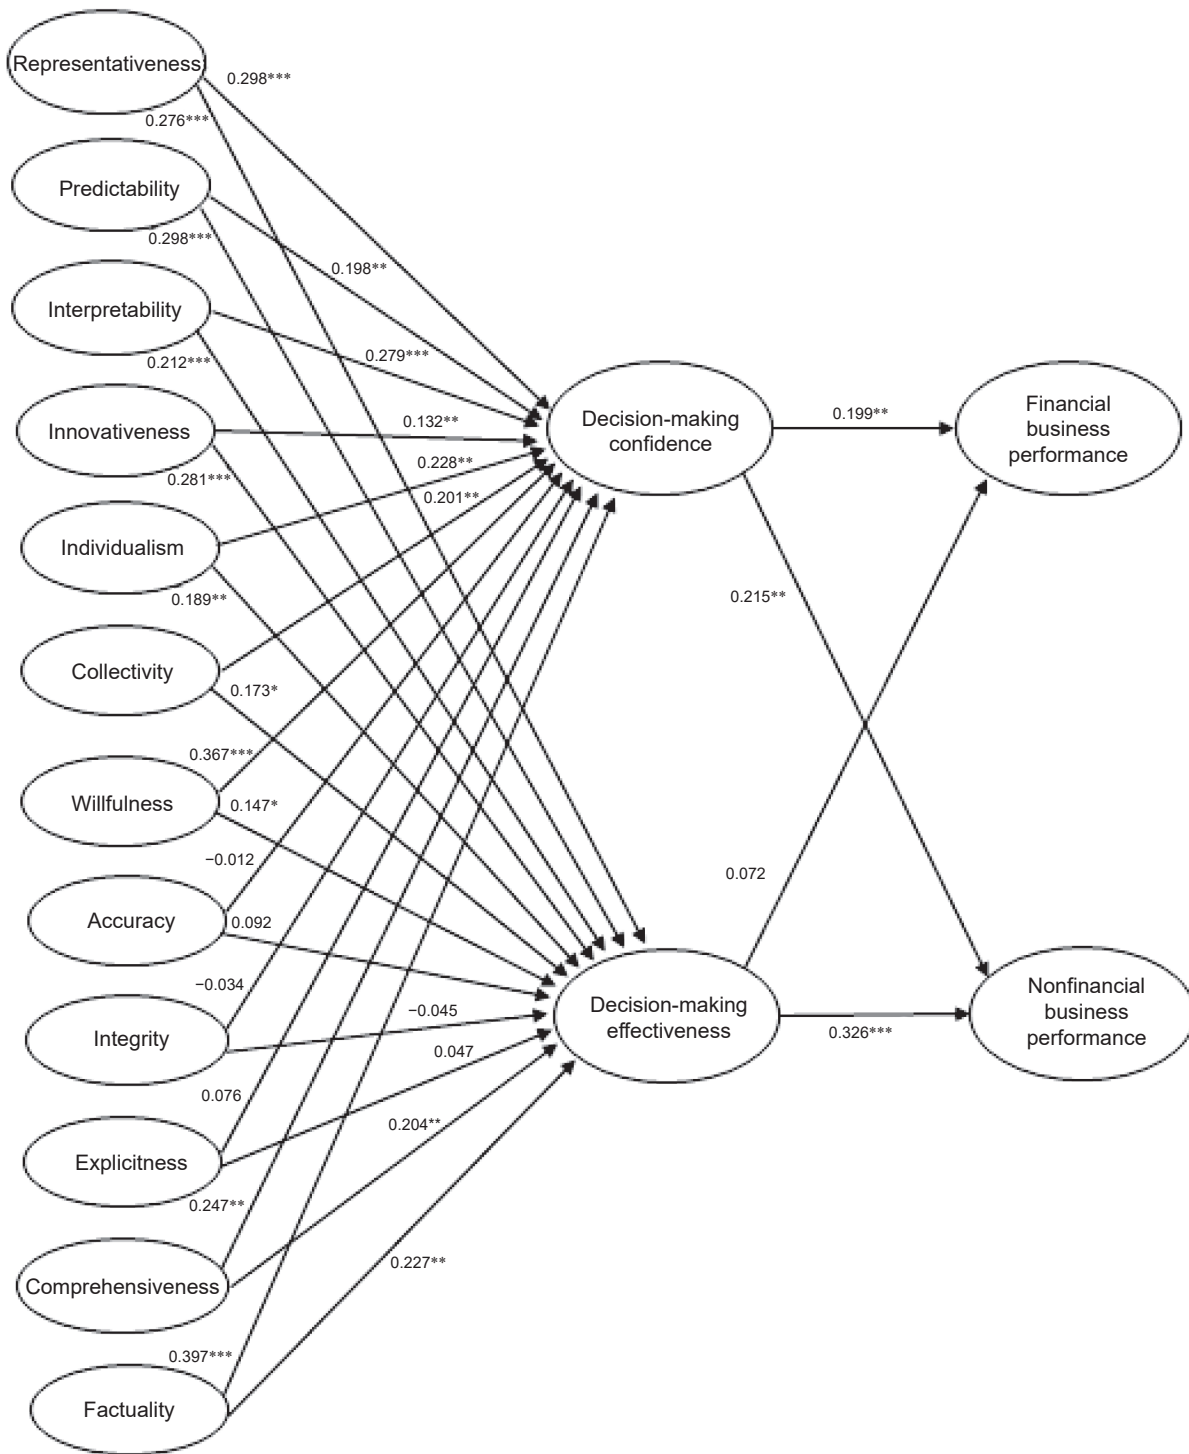 Representativeness
0.298***
0.276***
Predictability
0.298***
0.198**
Interpretability
0.279***
0.212***
Innovativeness
0.132**
0.228**
0.281***
0.201**
Individualism
0.189**
Collectivity
0.173*
0.367***
Willfulness
0.147*
−0.012
Accuracy
0.092
−0.034
Integrity
−0.045
0.047
0.076
Explicitness
0.204**
0.247**
Comprehensiveness
0.227**
0.397***
Factuality
Decision-making
confidence
0.199**
Financial
business
performance
0.215**
0.072
Decision-making
effectiveness
0.326***
Nonfinancial
business
performance